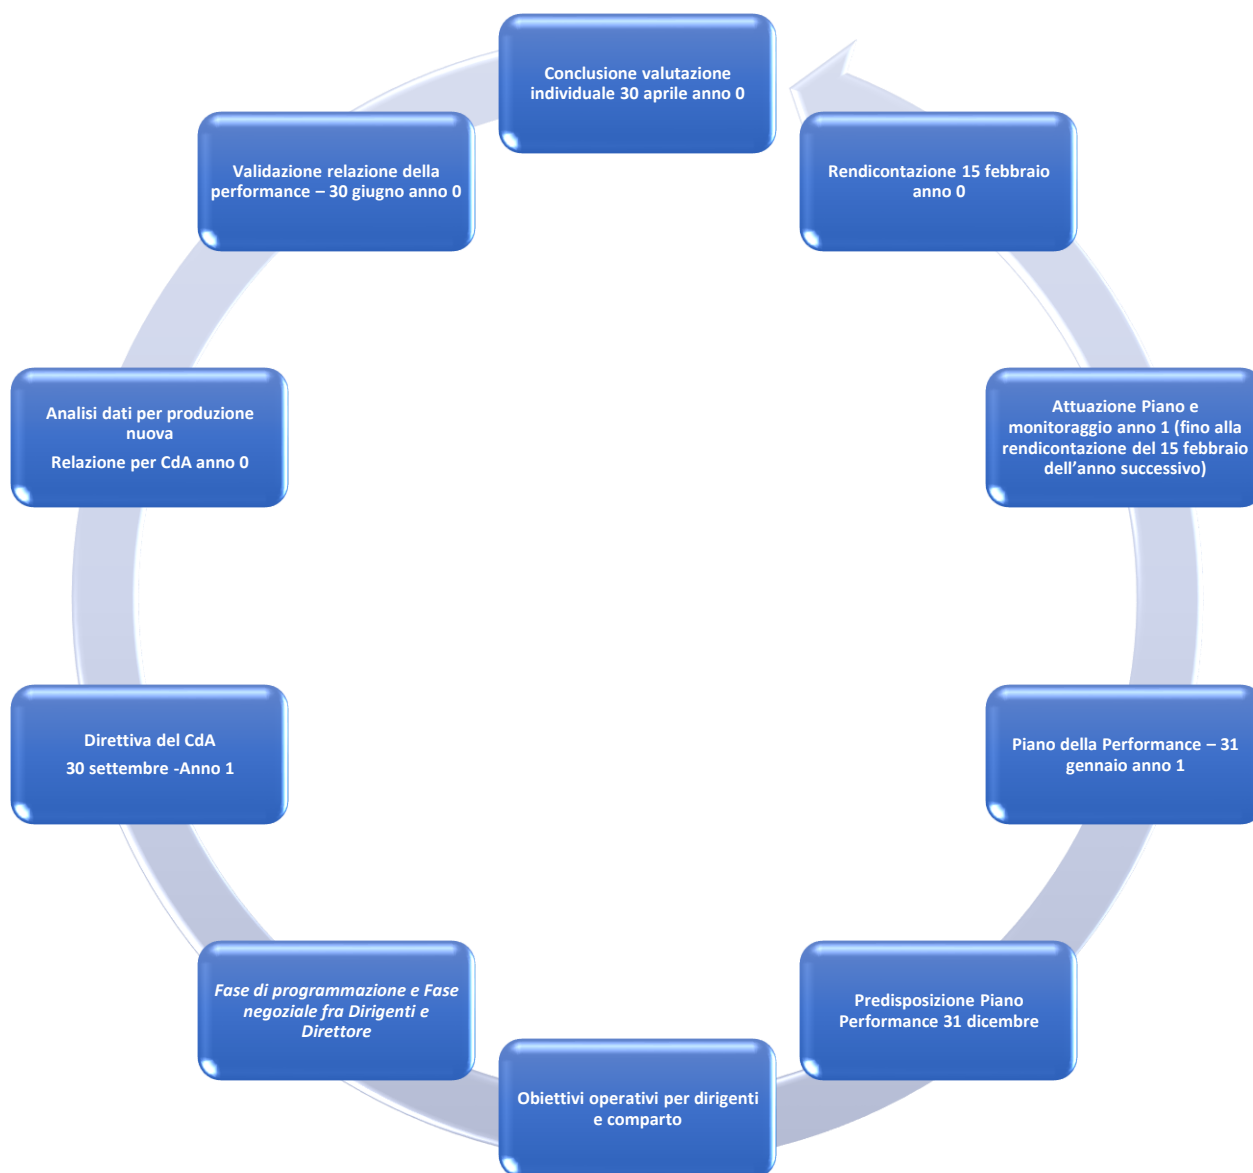 Conclusione valutazione
individuale 30 aprile anno 0
Rendicontazione 15 febbraio
anno 0
Attuazione Piano e
monitoraggio anno 1 (fino alla
rendicontazione del 15 febbraio
dell’anno successivo)
Piano della Performance – 31
gennaio anno 1
Predisposizione Piano
Performance 31 dicembre
Obiettivi operativi per dirigenti
e comparto
Fase di programmazione e Fase
negoziale fra Dirigenti e
Direttore
Direttiva del CdA
30 settembre -Anno 1
Analisi dati per produzione
nuova
Relazione per CdA anno 0
Validazione relazione della
performance – 30 giugno anno 0